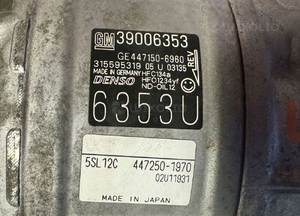 GM 39006353
GE447150-6960
315595319 05 U 03135
MADE IN GERMANY HFC134a
DENSO HFO1234yf
ND-OIL12
REV
6353U
5SL12C 447250-1970
02U11931
MADE IN JAPAN